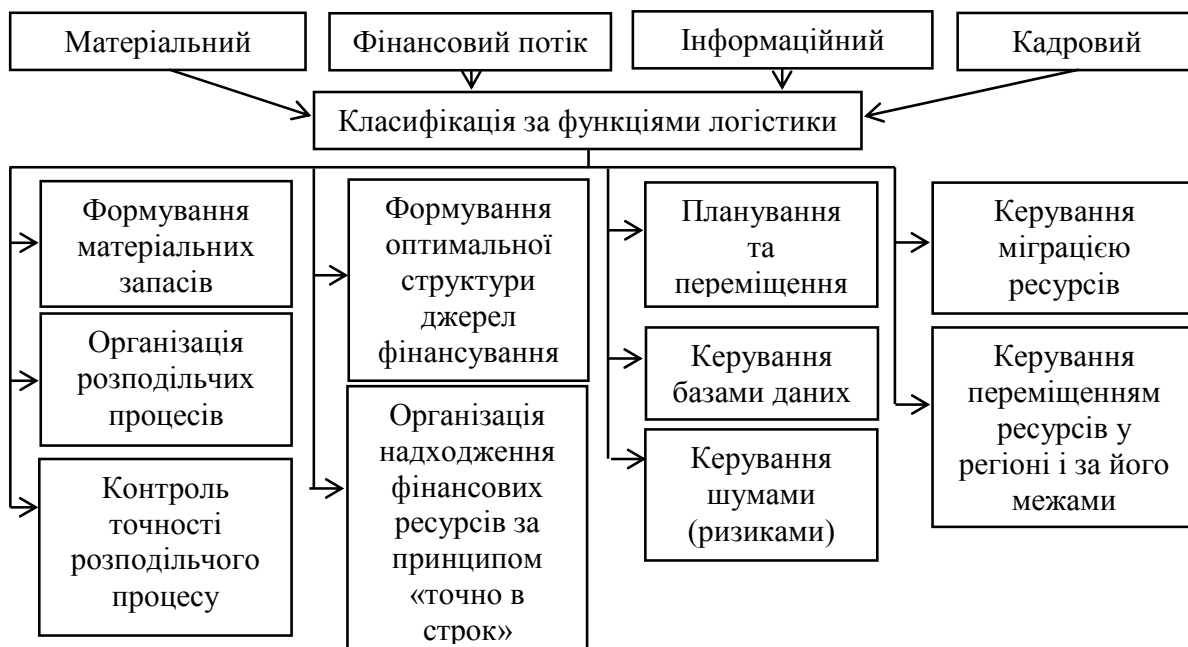 Матеріальний
Фінансовий потік
Інформаційний
Кадровий
Класифікація за функціями логістики
Формування
матеріальних
запасів
Організація
розподільчих
процесів
Контроль
точності
розподільчого
процесу
Формування
оптимальної
структури
джерел
фінансування
Організація
надходження
фінансових
ресурсів за
принципом
«точно в
строк»
Планування
та
переміщення
Керування
базами даних
Керування
шумами
(ризиками)
Керування
міграцією
ресурсів
Керування
переміщенням
ресурсів у
регіоні і за його
межами